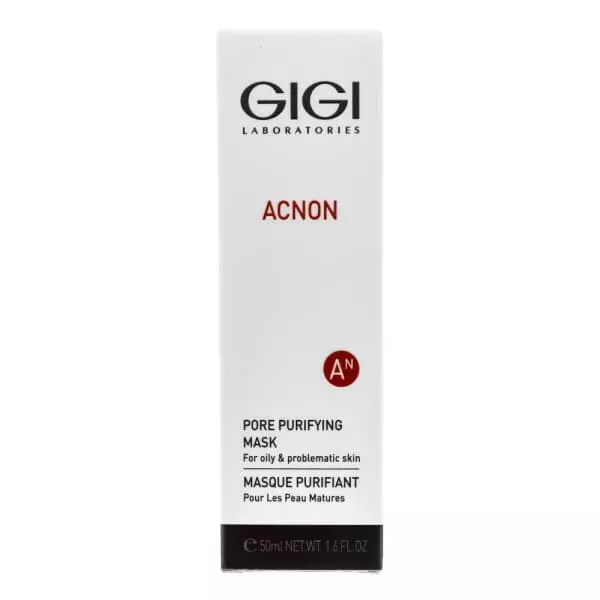 GIGI
LABORATORIES
ACNON
AN
PORE PURIFYING
MASK
For oily & problematic skin
MASQUE PURIFIANT
Pour Les Peau Matures
℮50ml NET.WT. 1.6 FL.OZ